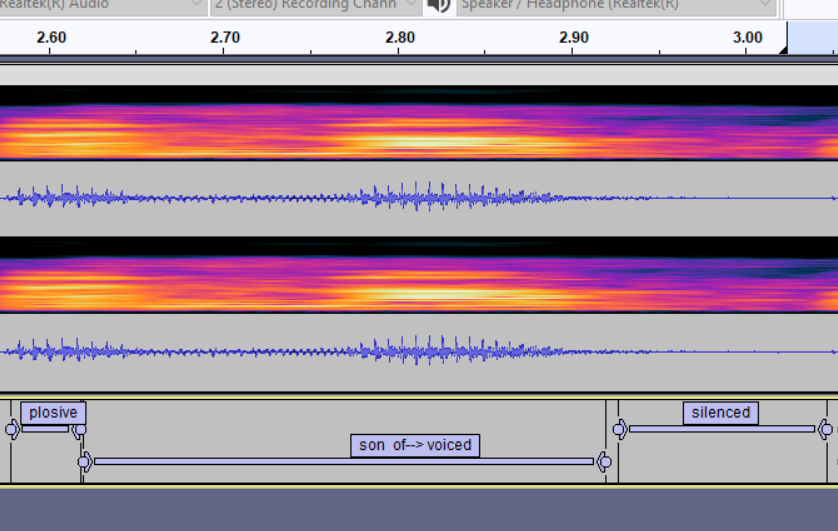 Realtek(R) Audio 2 (Stereo) Recording Chann Speaker / Headphone (Realtek(R)
2.60 2.70 2.80 2.90 3.00
plosive silenced
son of--> voiced